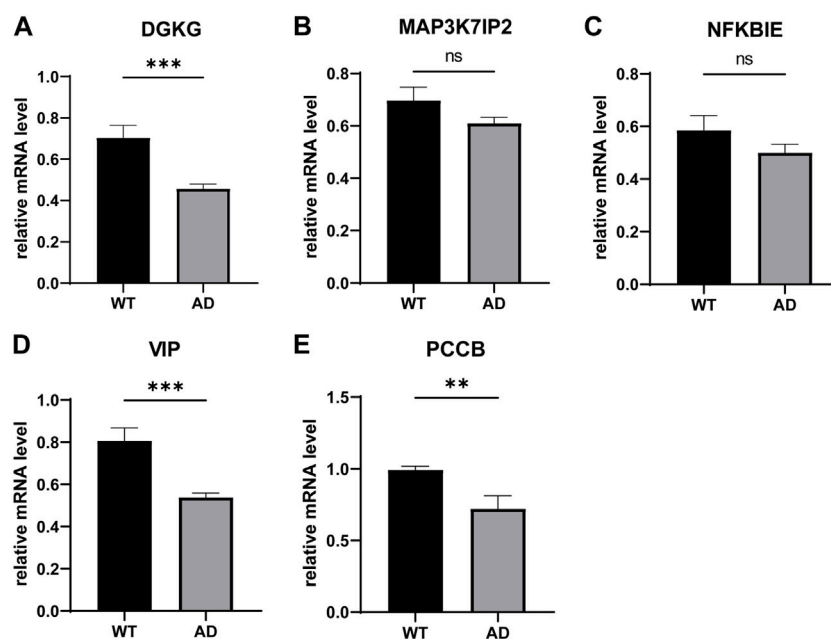 A DGKG
***
relative mRNA level
1.0
0.8
0.6
0.4
0.2
0.0
WT AD
B MAP3K7IP2
ns
relative mRNA level
0.8
0.6
0.4
0.2
0.0
WT AD
C NFKBIE
ns
relative mRNA level
0.8
0.6
0.4
0.2
0.0
WT AD
D VIP
***
relative mRNA level
1.0
0.8
0.6
0.4
0.2
0.0
WT AD
E PCCB
**
relative mRNA level
1.5
1.0
0.5
0.0
WT AD